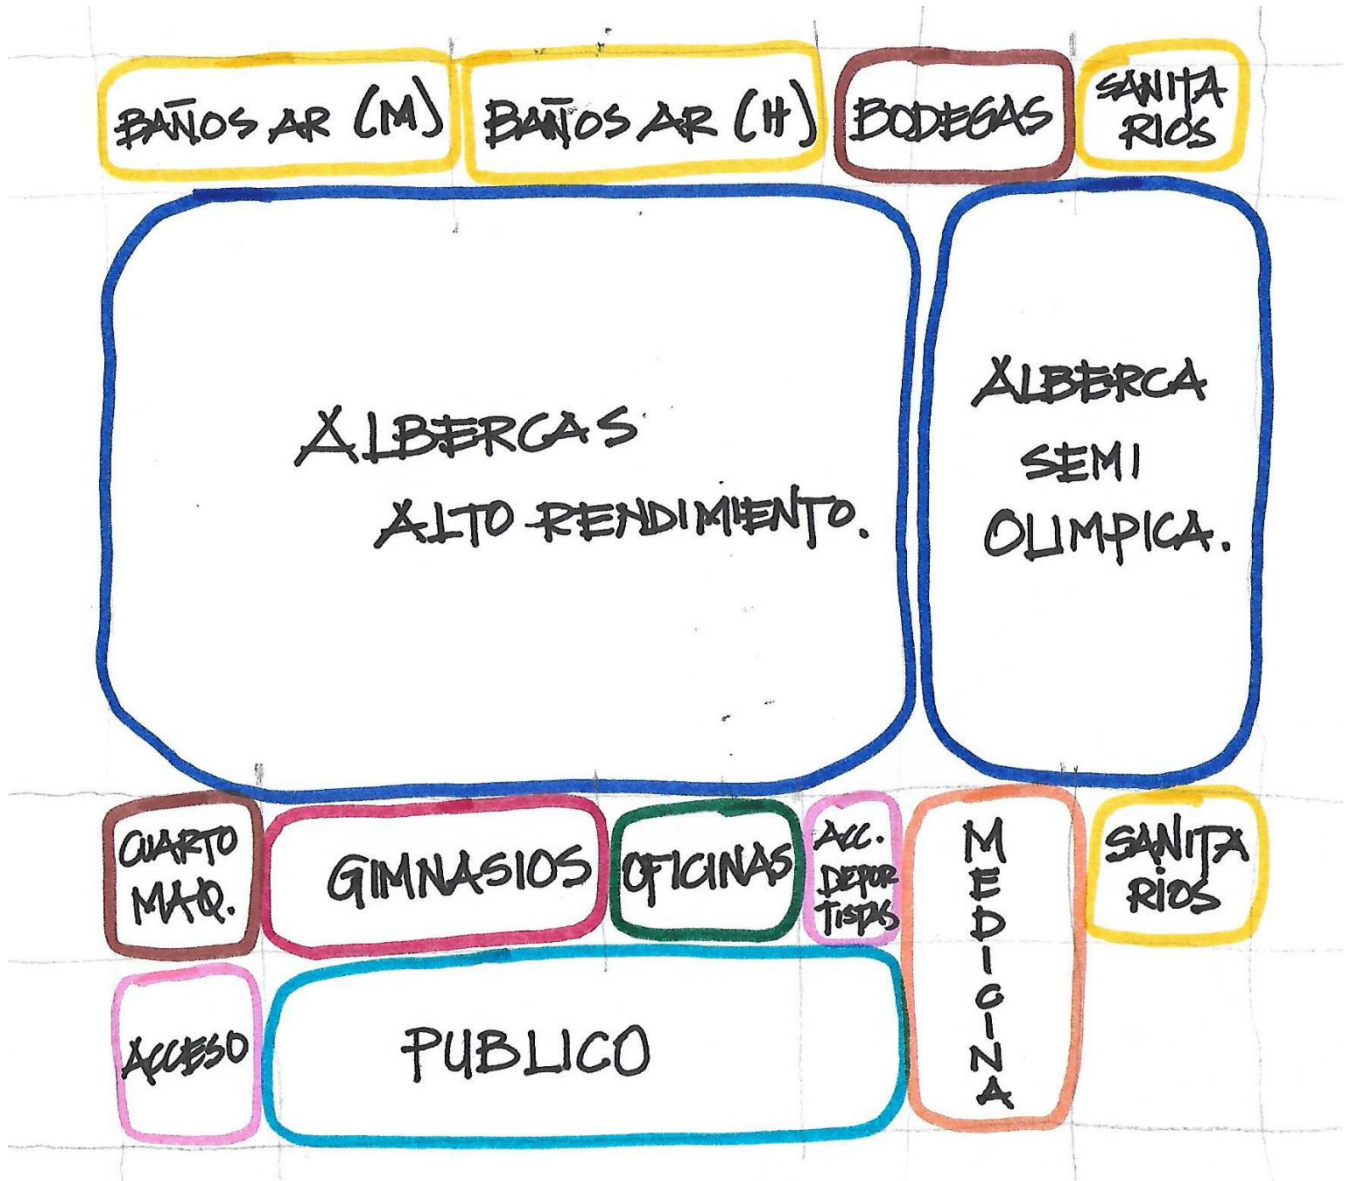 BAÑOS AR (M)
BAÑOS AR (H)
BODEGAS
SANITA
RIOS
ALBERCAS
ALTO RENDIMIENTO.
ALBERCA
SEMI
OLIMPICA.
CUARTO
MAQ.
GIMNASIOS
OFICINAS
ACC.
DEPOR
TISTAS
MEDICINA
SANITA
RIOS
ACCESO
PUBLICO